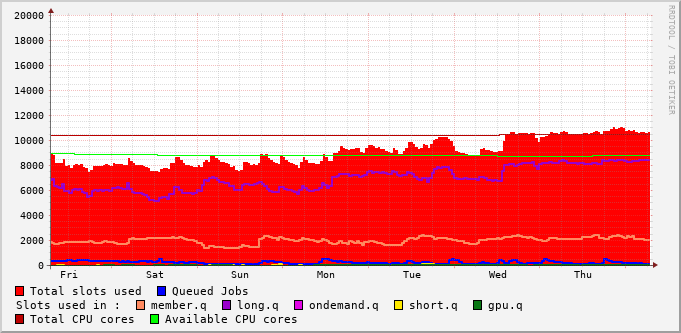 20000
18000
16000
14000
12000
10000
8000
6000
4000
2000
0
Fri Sat Sun Mon Tue Wed Thu
Total slots used Queued Jobs
Slots used in : member.q long.q ondemand.q short.q gpu.q
Total CPU cores Available CPU cores
RRDTOOL / TOBI OETIKER